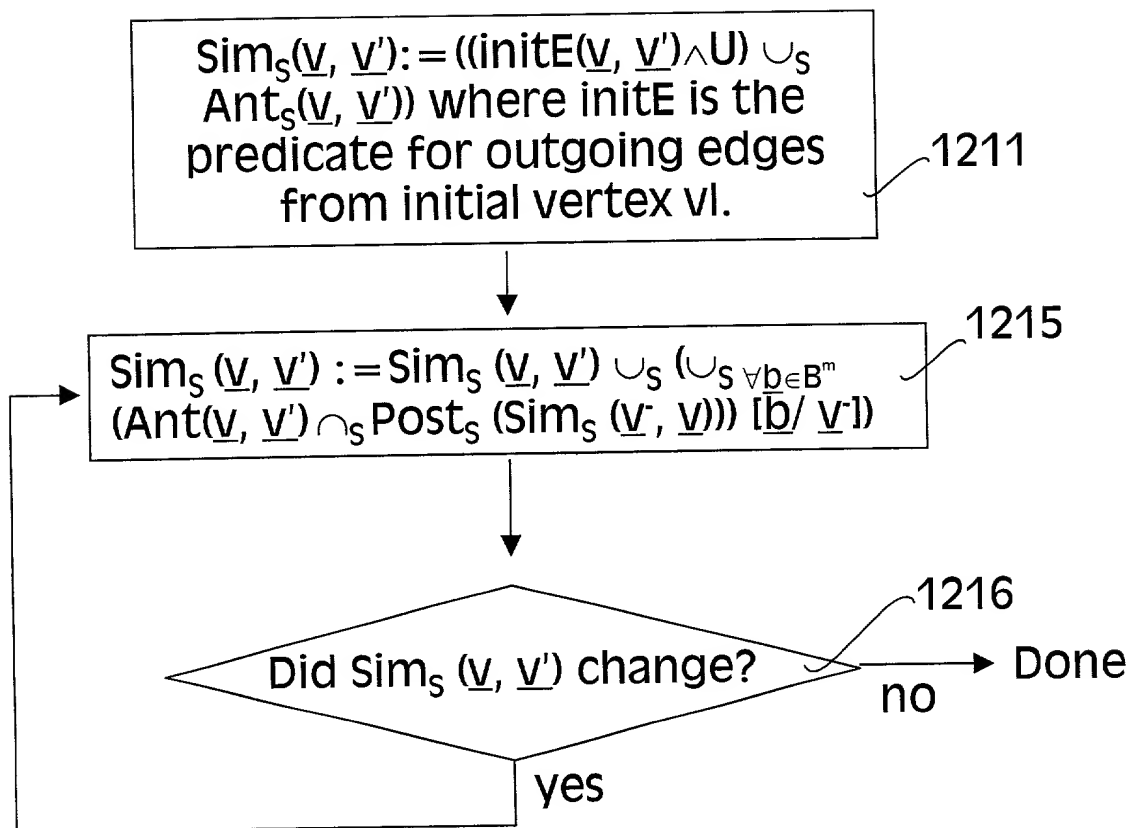 Simₛ(v̲, v̲'):=((initE(v̲, v̲')∧U) ∪ₛ
Antₛ(v̲, v̲')) where initE is the
predicate for outgoing edges
from initial vertex vI.
1211
1215
Simₛ (v̲, v̲') :=Simₛ (v̲, v̲') ∪ₛ (∪ₛ ∀b̲∈Bᵐ
(Ant(v̲, v̲') ∩ₛ Postₛ (Simₛ (v̲⁻, v̲))) [b̲/ v̲⁻])
1216
Did Simₛ (v̲, v̲') change?
Done
no
yes